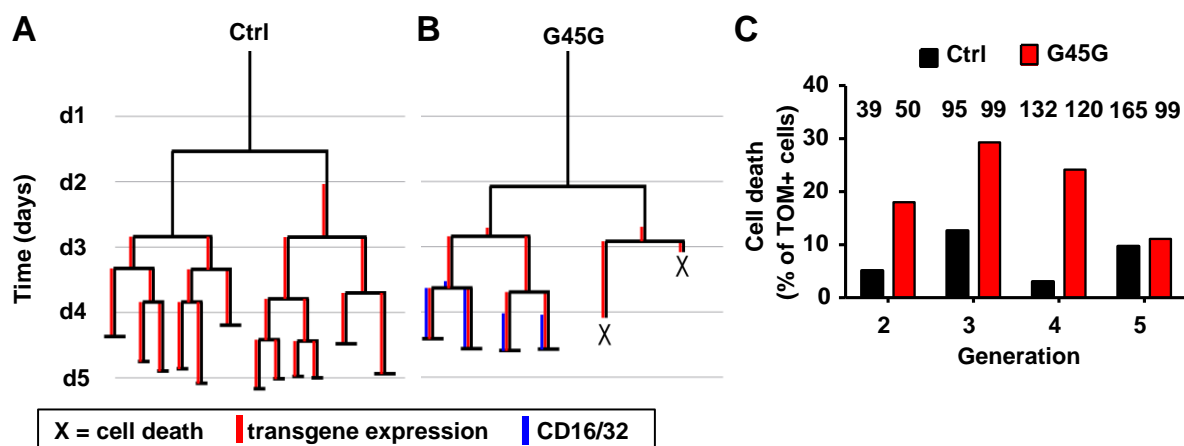 A
Ctrl
B
G45G
C
Ctrl G45G
Time (days)
d1
d2
d3
d4
d5
X
X
Cell death
(% of TOM+ cells)
40
30
20
10
0
39 50 95 99 132 120 165 99
2 3 4 5
Generation
X = cell death transgene expression CD16/32